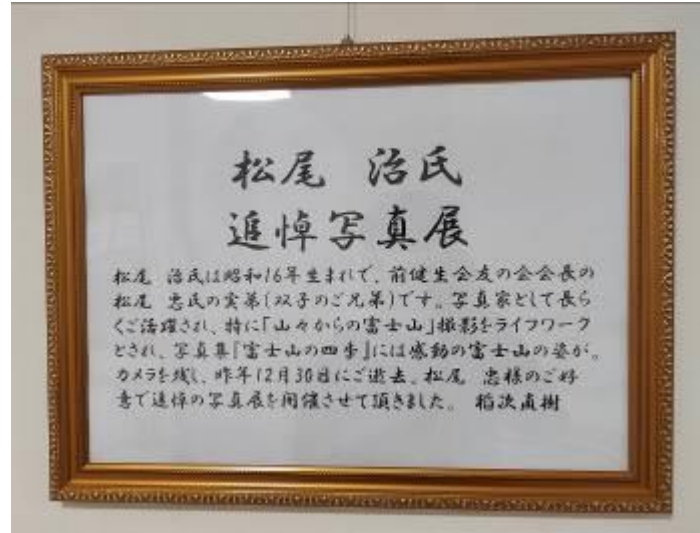 松尾 治氏
追悼写真展
松尾 治氏は昭和16年生まれで、前健生会友の会会長の
松尾 忠氏の実弟(双子のご兄弟)です。写真家として長ら
くご活躍され、特に「山々からの富士山」撮影をライフワーク
とされ、写真集『富士山の四季』には感動の富士山の姿が。
カメラを残し、昨年12月30日にご逝去。松尾 忠様のご好
意で追悼の写真展を開催させて頂きました。 稲次直樹